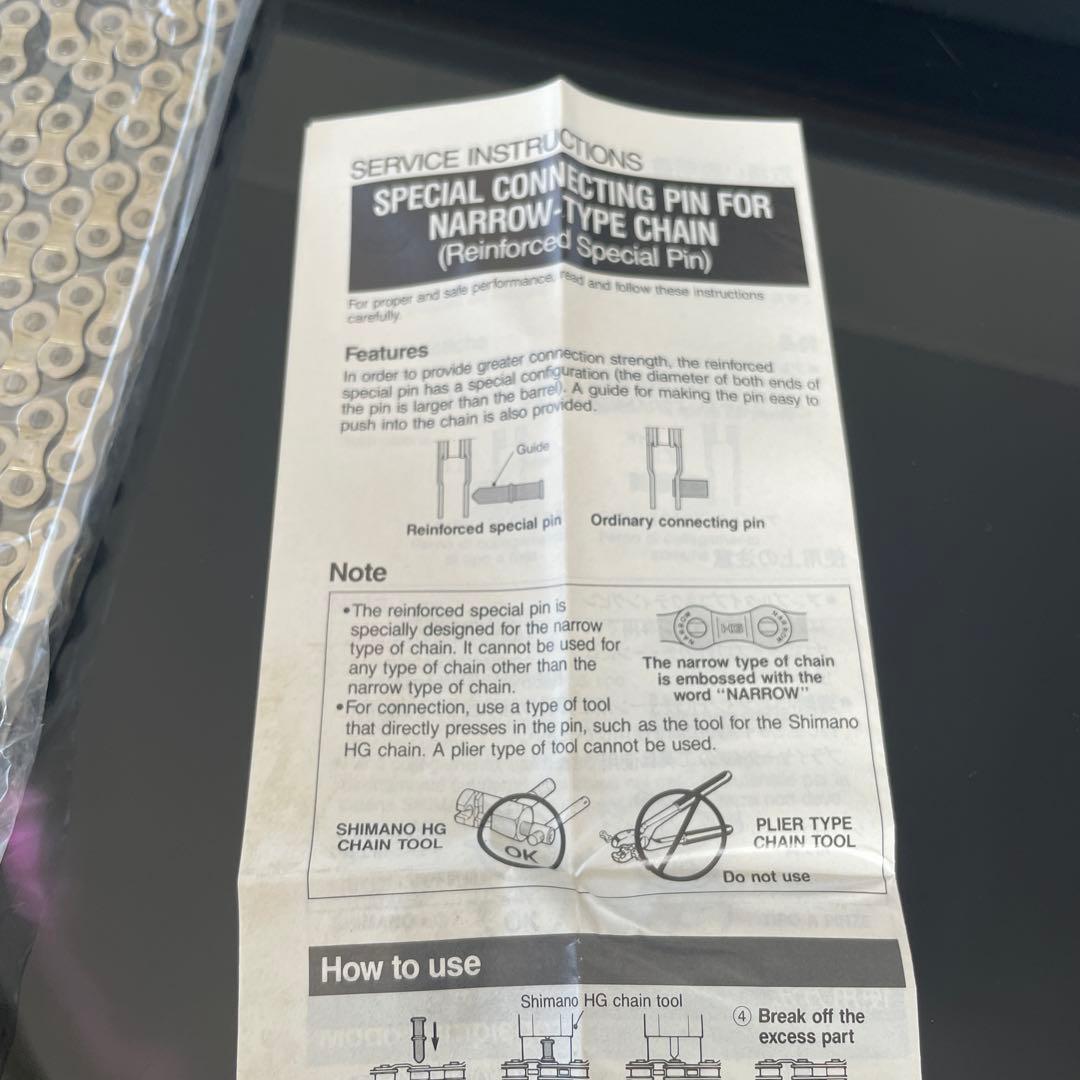 SERVICE INSTRUCTIONS
SPECIAL CONNECTING PIN FOR
NARROW-TYPE CHAIN
(Reinforced Special Pin)
For proper and safe performance, read and follow these instructions
carefully.
Features
In order to provide greater connection strength, the reinforced
special pin has a special configuration (the diameter of both ends of
the pin is larger than the barrel). A guide for making the pin easy to
push into the chain is also provided.
Guide
Reinforced special pin
Ordinary connecting pin
Note
•The reinforced special pin is
specially designed for the narrow
type of chain. It cannot be used for
any type of chain other than the
narrow type of chain.
NARROW HG NARROW
The narrow type of chain
is embossed with the
word "NARROW"
•For connection, use a type of tool
that directly presses in the pin, such as the tool for the Shimano
HG chain. A plier type of tool cannot be used.
SHIMANO HG
CHAIN TOOL
OK
PLIER TYPE
CHAIN TOOL
Do not use
How to use
Shimano HG chain tool
④ Break off the
excess part